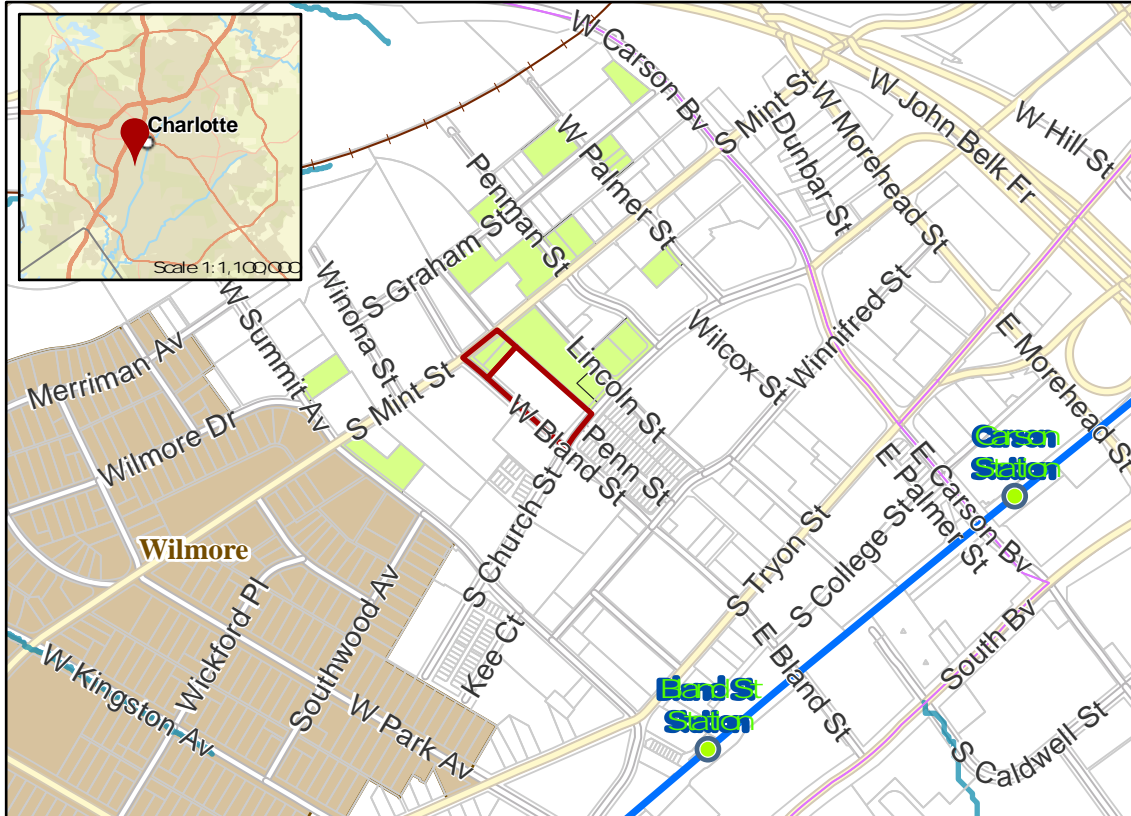 Charlotte
Scale 1:1,100,000
W Carson Bv
S Mint St
W Morehead St
W John Belk Fr
W Hill St
Dunbar St
W Palmer St
Penman St
S Graham St
Winona St
W Summit Av
Merriman Av
Wilmore Dr
S Mint St
Lincoln St
Wilcox St
Winnifred St
E Morehead St
W Bland St
Penn St
Carson
Station
E Carson Bv
E Palmer St
S Church St
Wilmore
S Tryon St
S College St
Wickford Pl
Southwood Av
Kee Ct
E Bland St
South Bv
W Kingston Av
W Park Av
Bland St
Station
S Caldwell St